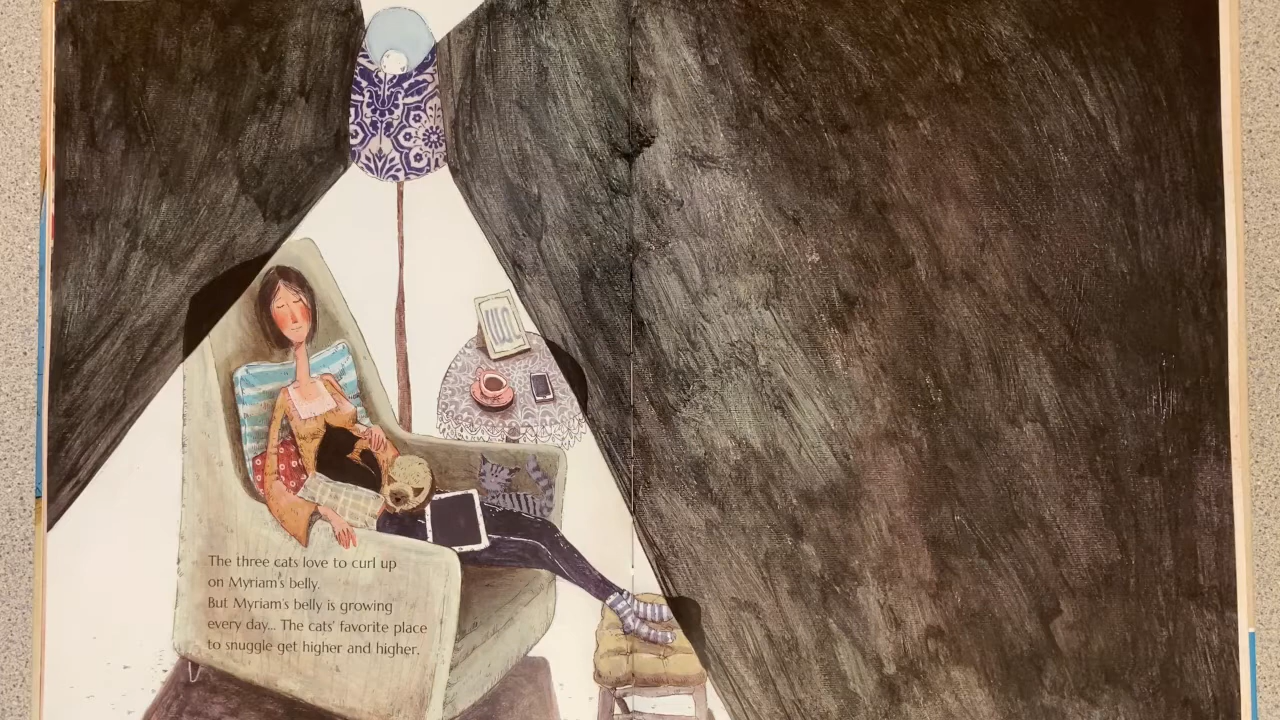 The three cats love to curl up
on Myriam's belly.
But Myriam's belly is growing
every day... The cats' favorite place
to snuggle get higher and higher.